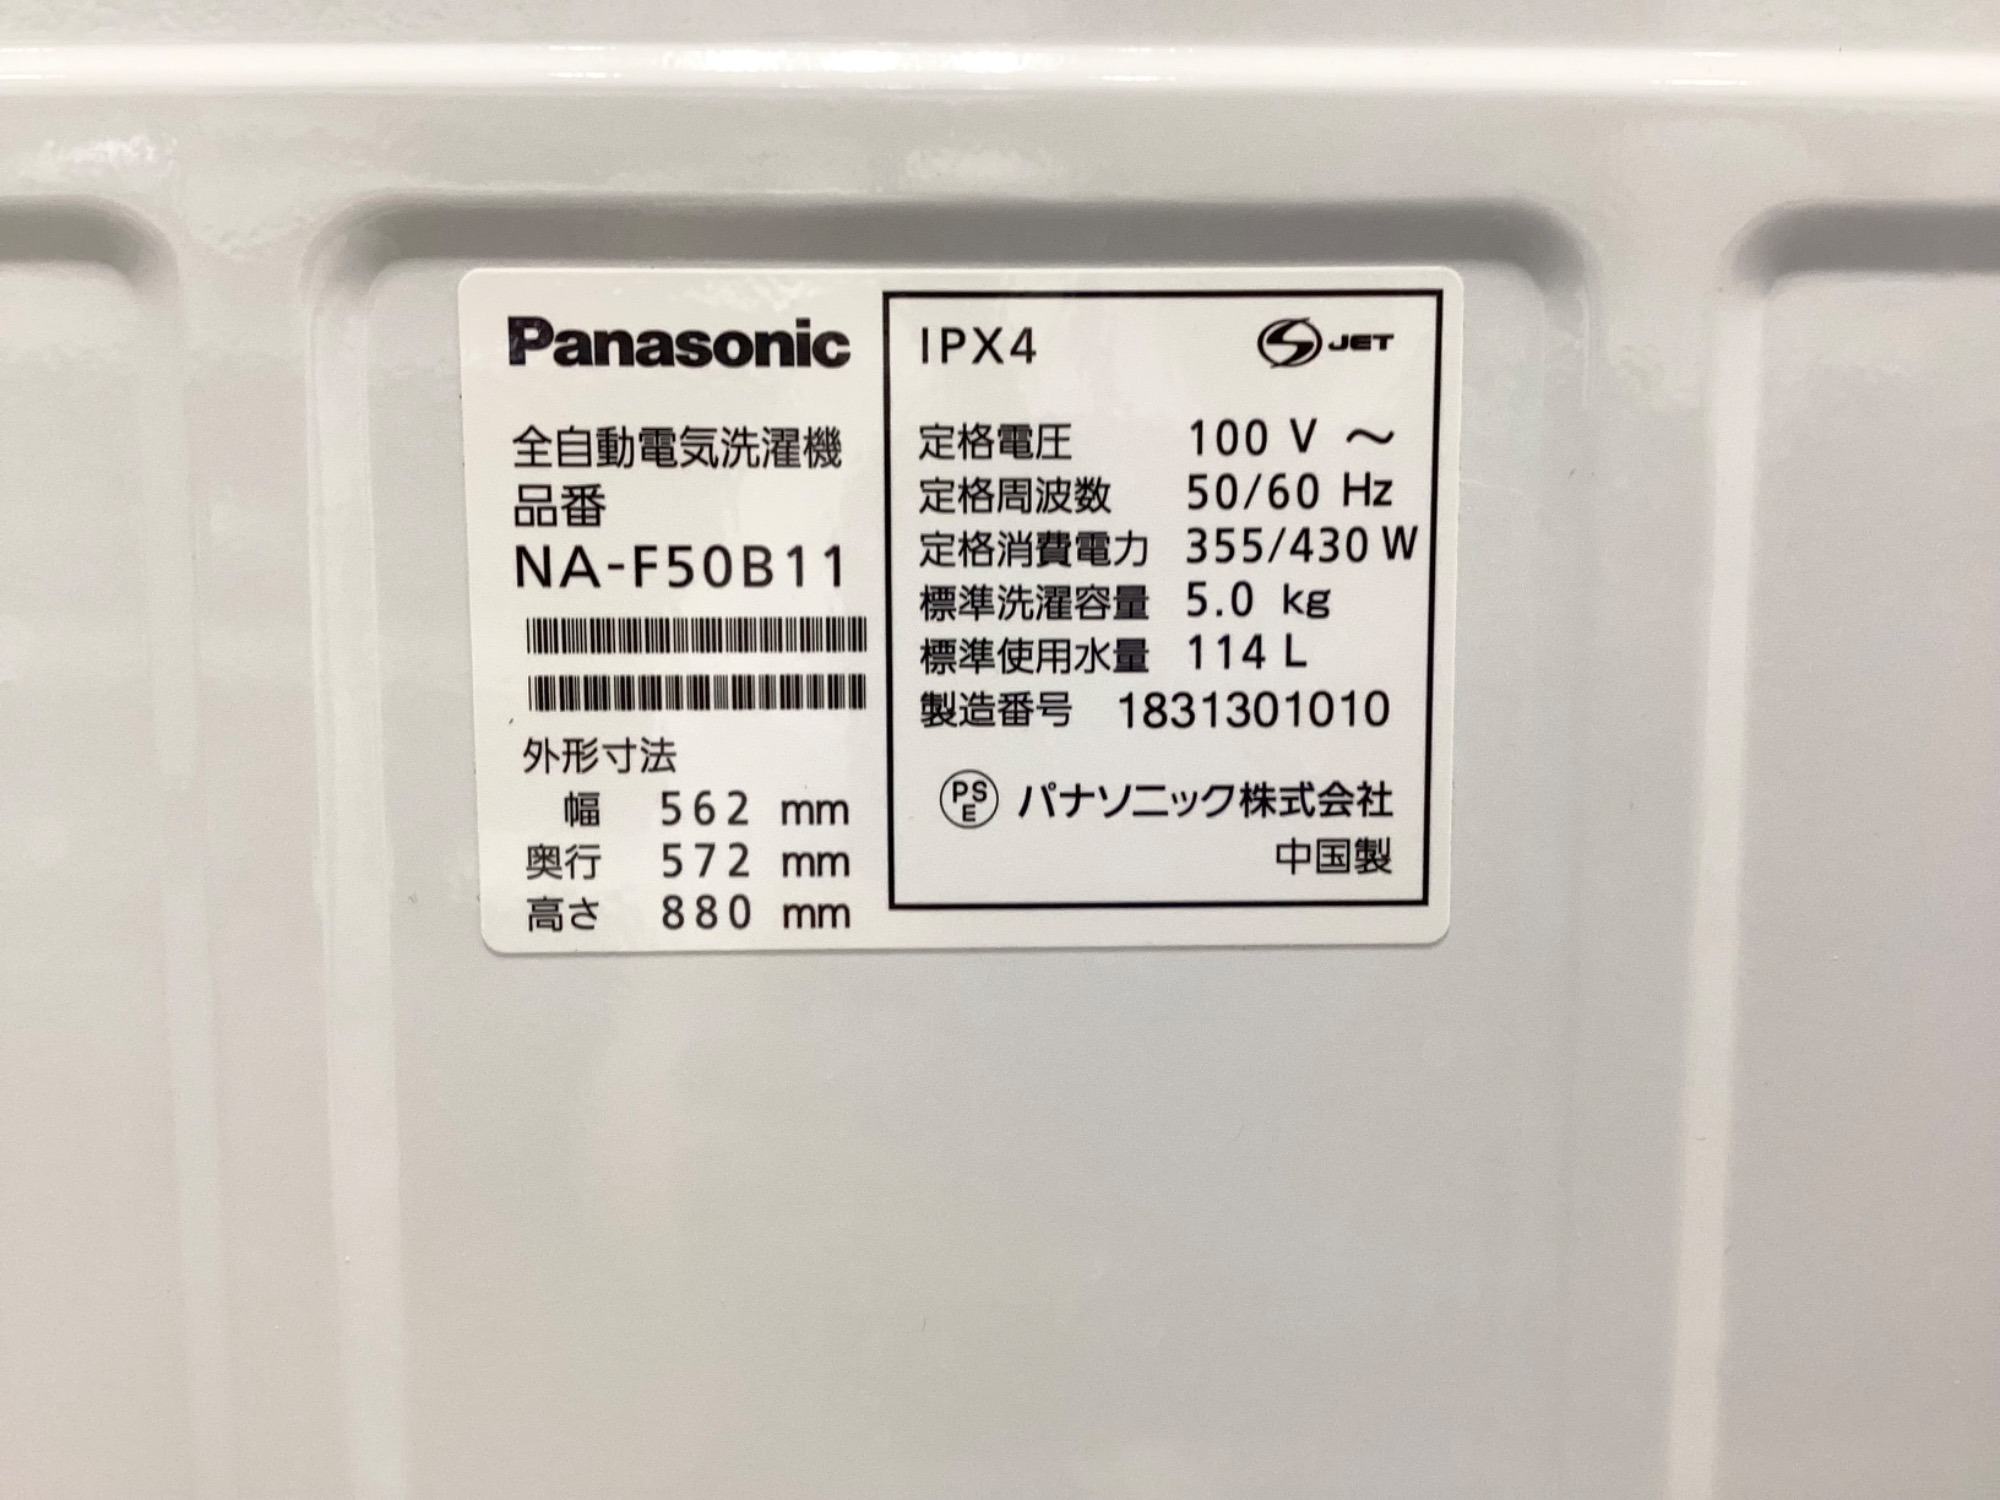 Panasonic
全自動電気洗濯機
品番
NA-F50B11
外形寸法
幅 562 mm
奥行 572 mm
高さ 880 mm
IPX4
S JET
定格電圧 100 V ～
定格周波数 50/60 Hz
定格消費電力 355/430 W
標準洗濯容量 5.0 kg
標準使用水量 114 L
製造番号 1831301010
PSE パナソニック株式会社
中国製